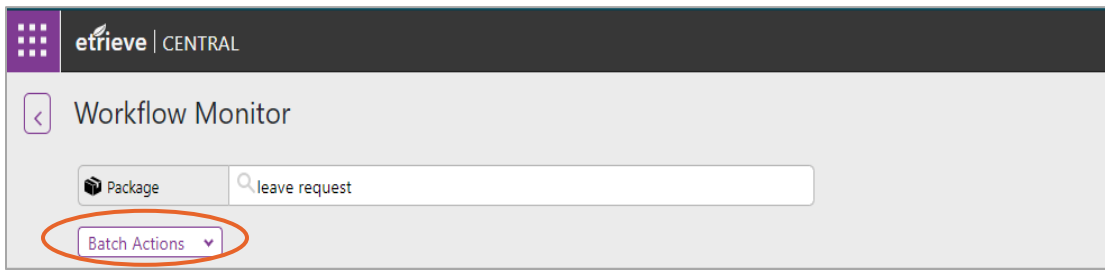 etrieve | CENTRAL
Workflow Monitor
Package leave request
Batch Actions